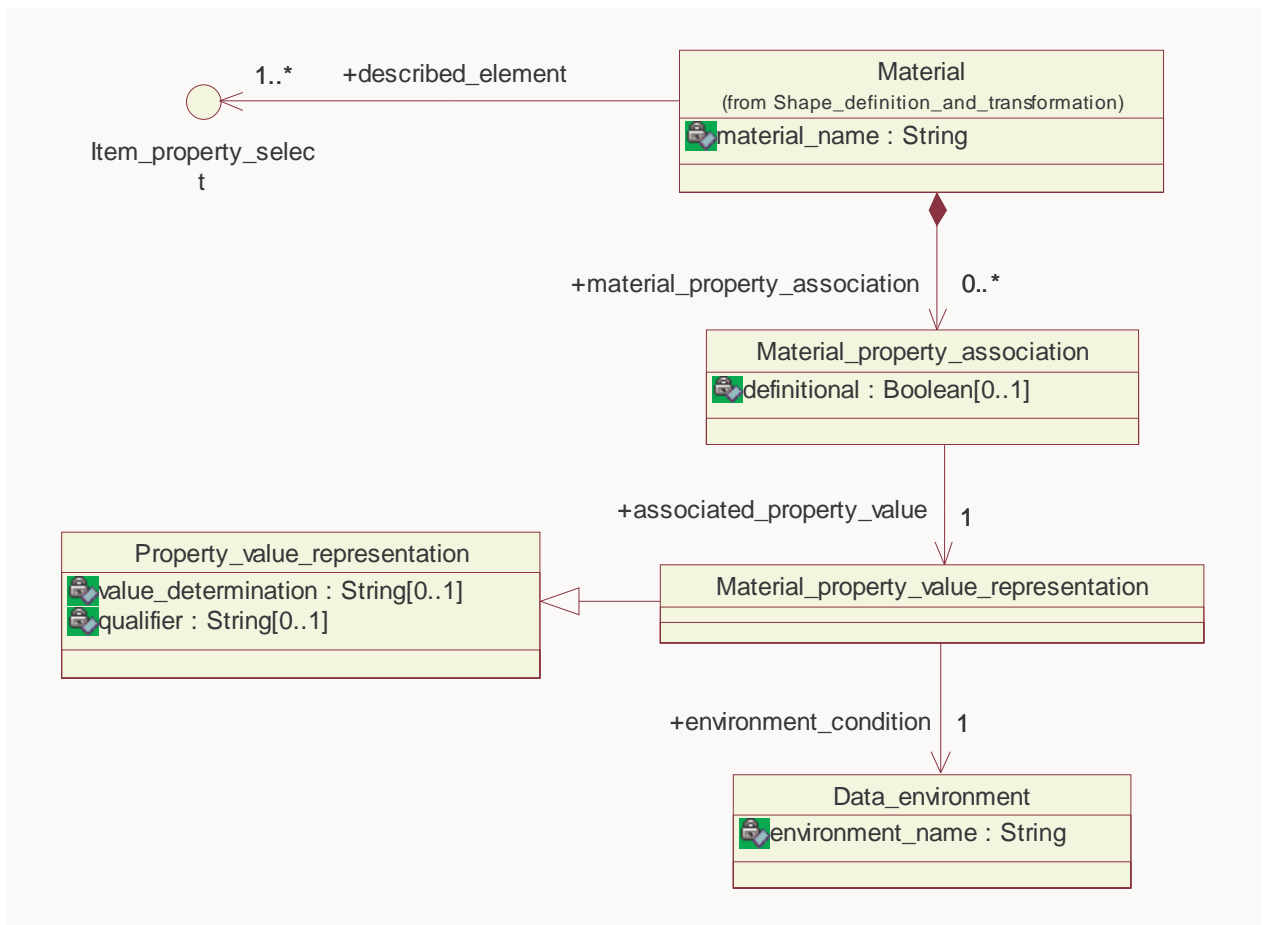 1..*
+described_element
Item_property_selec
t
Material
(from Shape_definition_and_transformation)
material_name : String
+material_property_association
0..*
Material_property_association
definitional : Boolean[0..1]
+associated_property_value
1
Property_value_representation
value_determination : String[0..1]
qualifier : String[0..1]
Material_property_value_representation
+environment_condition
1
Data_environment
environment_name : String